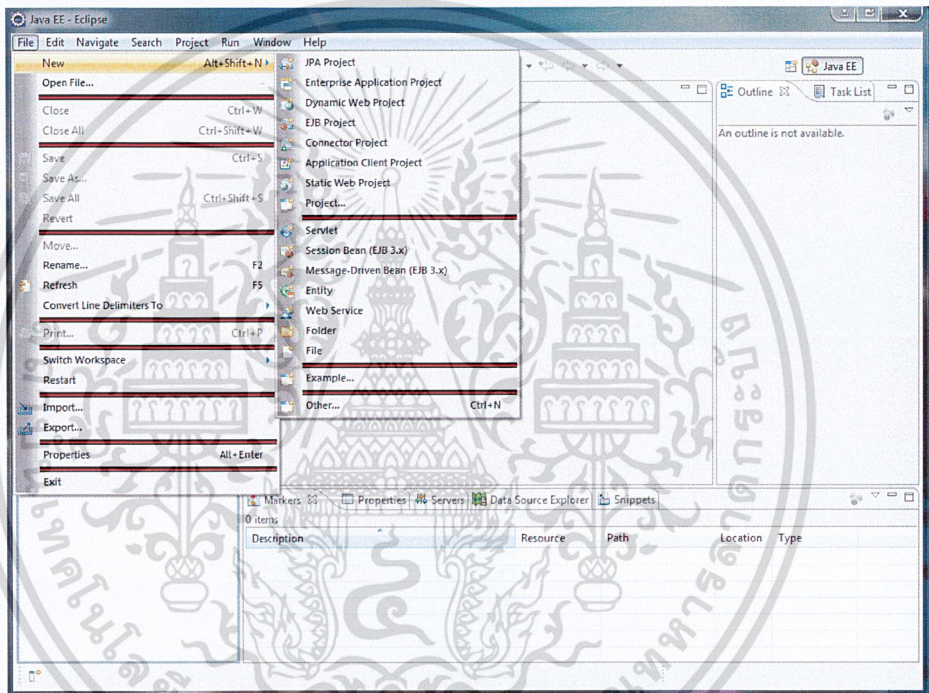 Java EE - Eclipse
File Edit Navigate Search Project Run Window Help
New Alt+Shift+N
Open File...
Close Ctrl+W
Close All Ctrl+Shift+W
Save Ctrl+S
Save As...
Save All Ctrl+Shift+S
Revert
Move...
Rename... F2
Refresh F5
Convert Line Delimiters To
Print... Ctrl+P
Switch Workspace
Restart
Import...
Export...
Properties Alt+Enter
Exit
JPA Project
Enterprise Application Project
Dynamic Web Project
EJB Project
Connector Project
Application Client Project
Static Web Project
Project...
Servlet
Session Bean (EJB 3.x)
Message-Driven Bean (EJB 3.x)
Entity
Web Service
Folder
File
Example...
Other... Ctrl+N
Java EE
Outline Task List
An outline is not available.
Markers Properties Servers Data Source Explorer Snippets
0 items
Description Resource Path Location Type